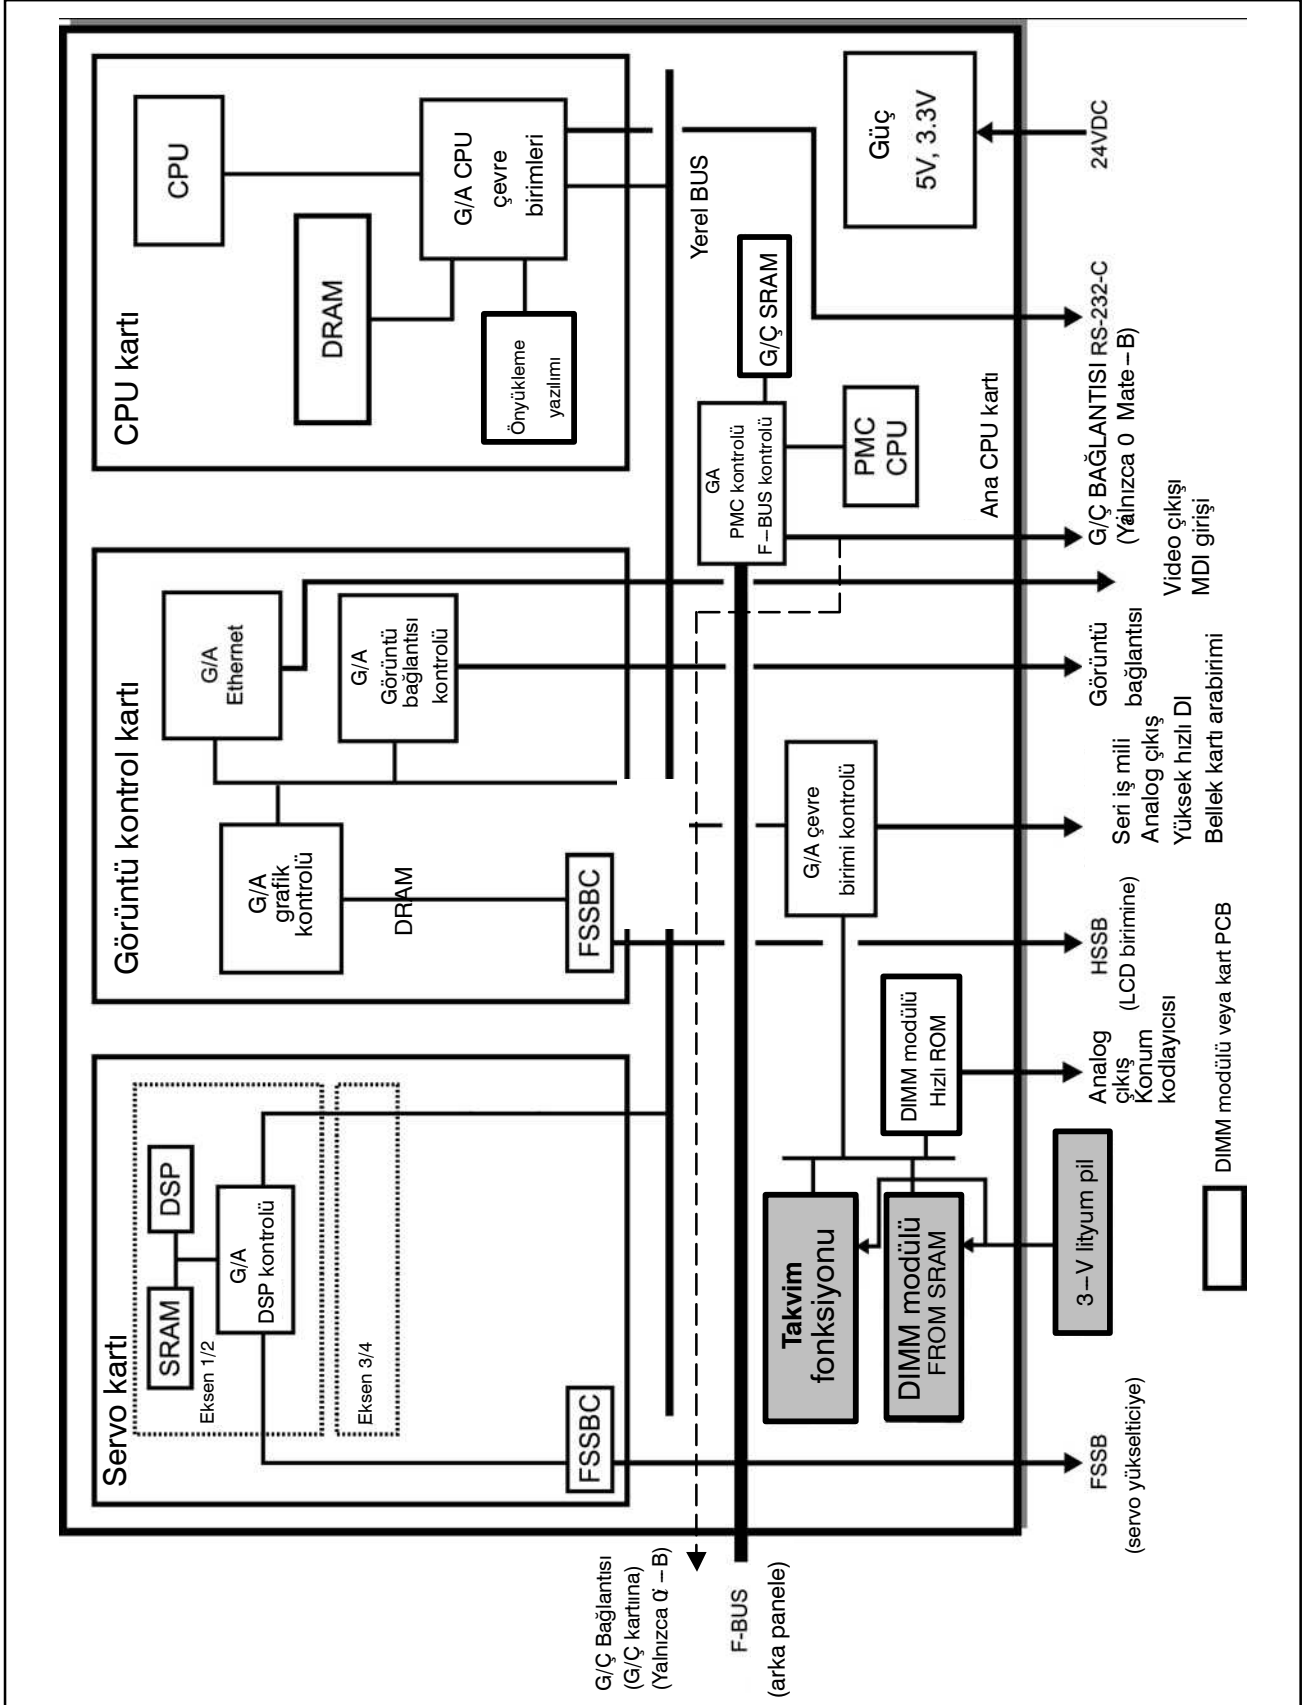 Servo kartı
SRAM
DSP
G/A
DSP kontrolü
Eksen 1/2
Eksen 3/4
FSSBC
Görüntü kontrol kartı
G/A
Ethernet
G/A
Görüntü
bağlantısı
kontrolü
G/A
grafik
kontrolü
DRAM
FSSBC
CPU kartı
CPU
DRAM
G/A CPU
çevre
birimleri
Önyükleme
yazılımı
Yerel BUS
G/Ç Bağlantısı
(G/Ç kartıına)
(Yalnızca
– B)
F-BUS
(arka panele)
GA
PMC kontrolü
F – BUS kontrolü
G/Ç SRAM
PMC
CPU
Güç
5V, 3.3V
Ana CPU kartı
G/A çevre
birimi kontrolü
DIMM modülü
Hızlı ROM
Takvim
fonksiyonu
DIMM modülü
FROM SRAM
3 – V lityum pil
FSSB
(servo yükselticiye)
Analog
çıkış
Konum
kodlayıcısı
HSSB
(LCD birimine)
Seri iş mili
Analog çıkış
Yüksek hızlı DI
Bellek kartı arabirimi
Görüntü
bağlantısı
Video çıkışı
MDI girişi
G/Ç BAĞLANTISI
0 Mate – B)
RS-232-C
24VDC
DIMM modülü veya kart PCB